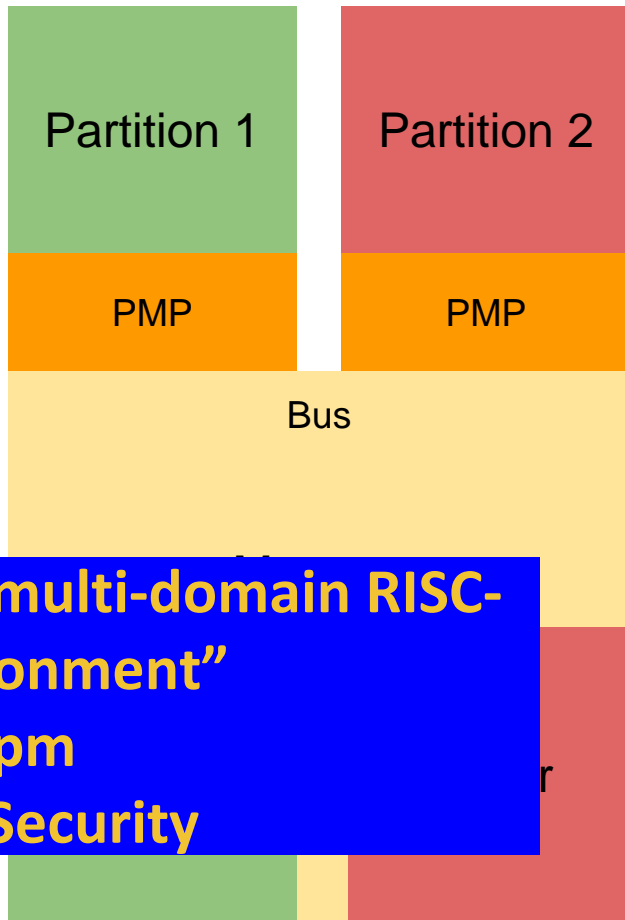 Partition 1
Partition 2
PMP
PMP
Bus
multi-domain RISC-
onment”
pm
Security
r